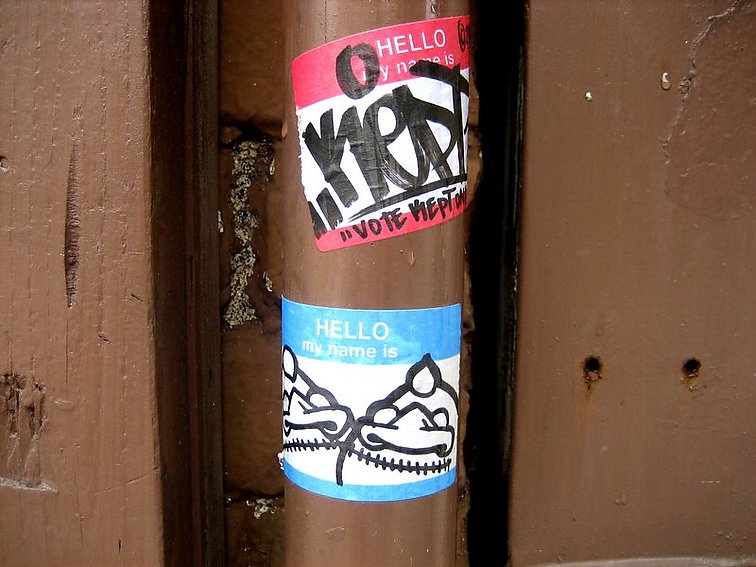 HELLO
my name is
KEPT
"VOTE KEPT
HELLO
my name is